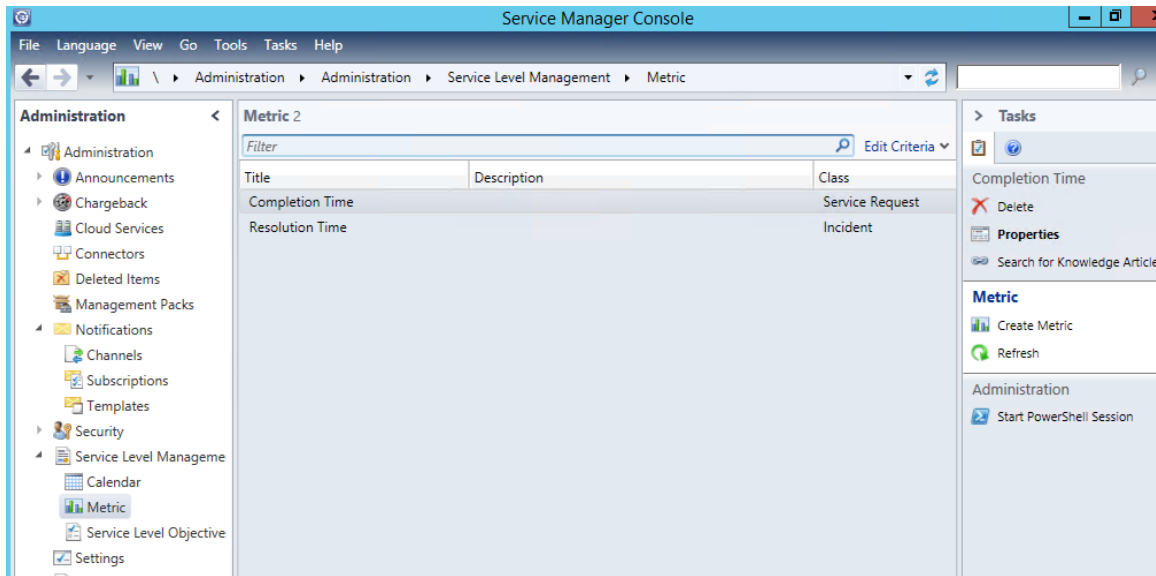 Service Manager Console
File Language View Go Tools Tasks Help
\ Administration Administration Service Level Management Metric
Administration
Administration
Announcements
Chargeback
Cloud Services
Connectors
Deleted Items
Management Packs
Notifications
Channels
Subscriptions
Templates
Security
Service Level Manageme
Calendar
Metric
Service Level Objective
Settings
Metric 2
Filter
Edit Criteria
Title Description Class
Completion Time Service Request
Resolution Time Incident
Tasks
Completion Time
Delete
Properties
Search for Knowledge Article
Metric
Create Metric
Refresh
Administration
Start PowerShell Session